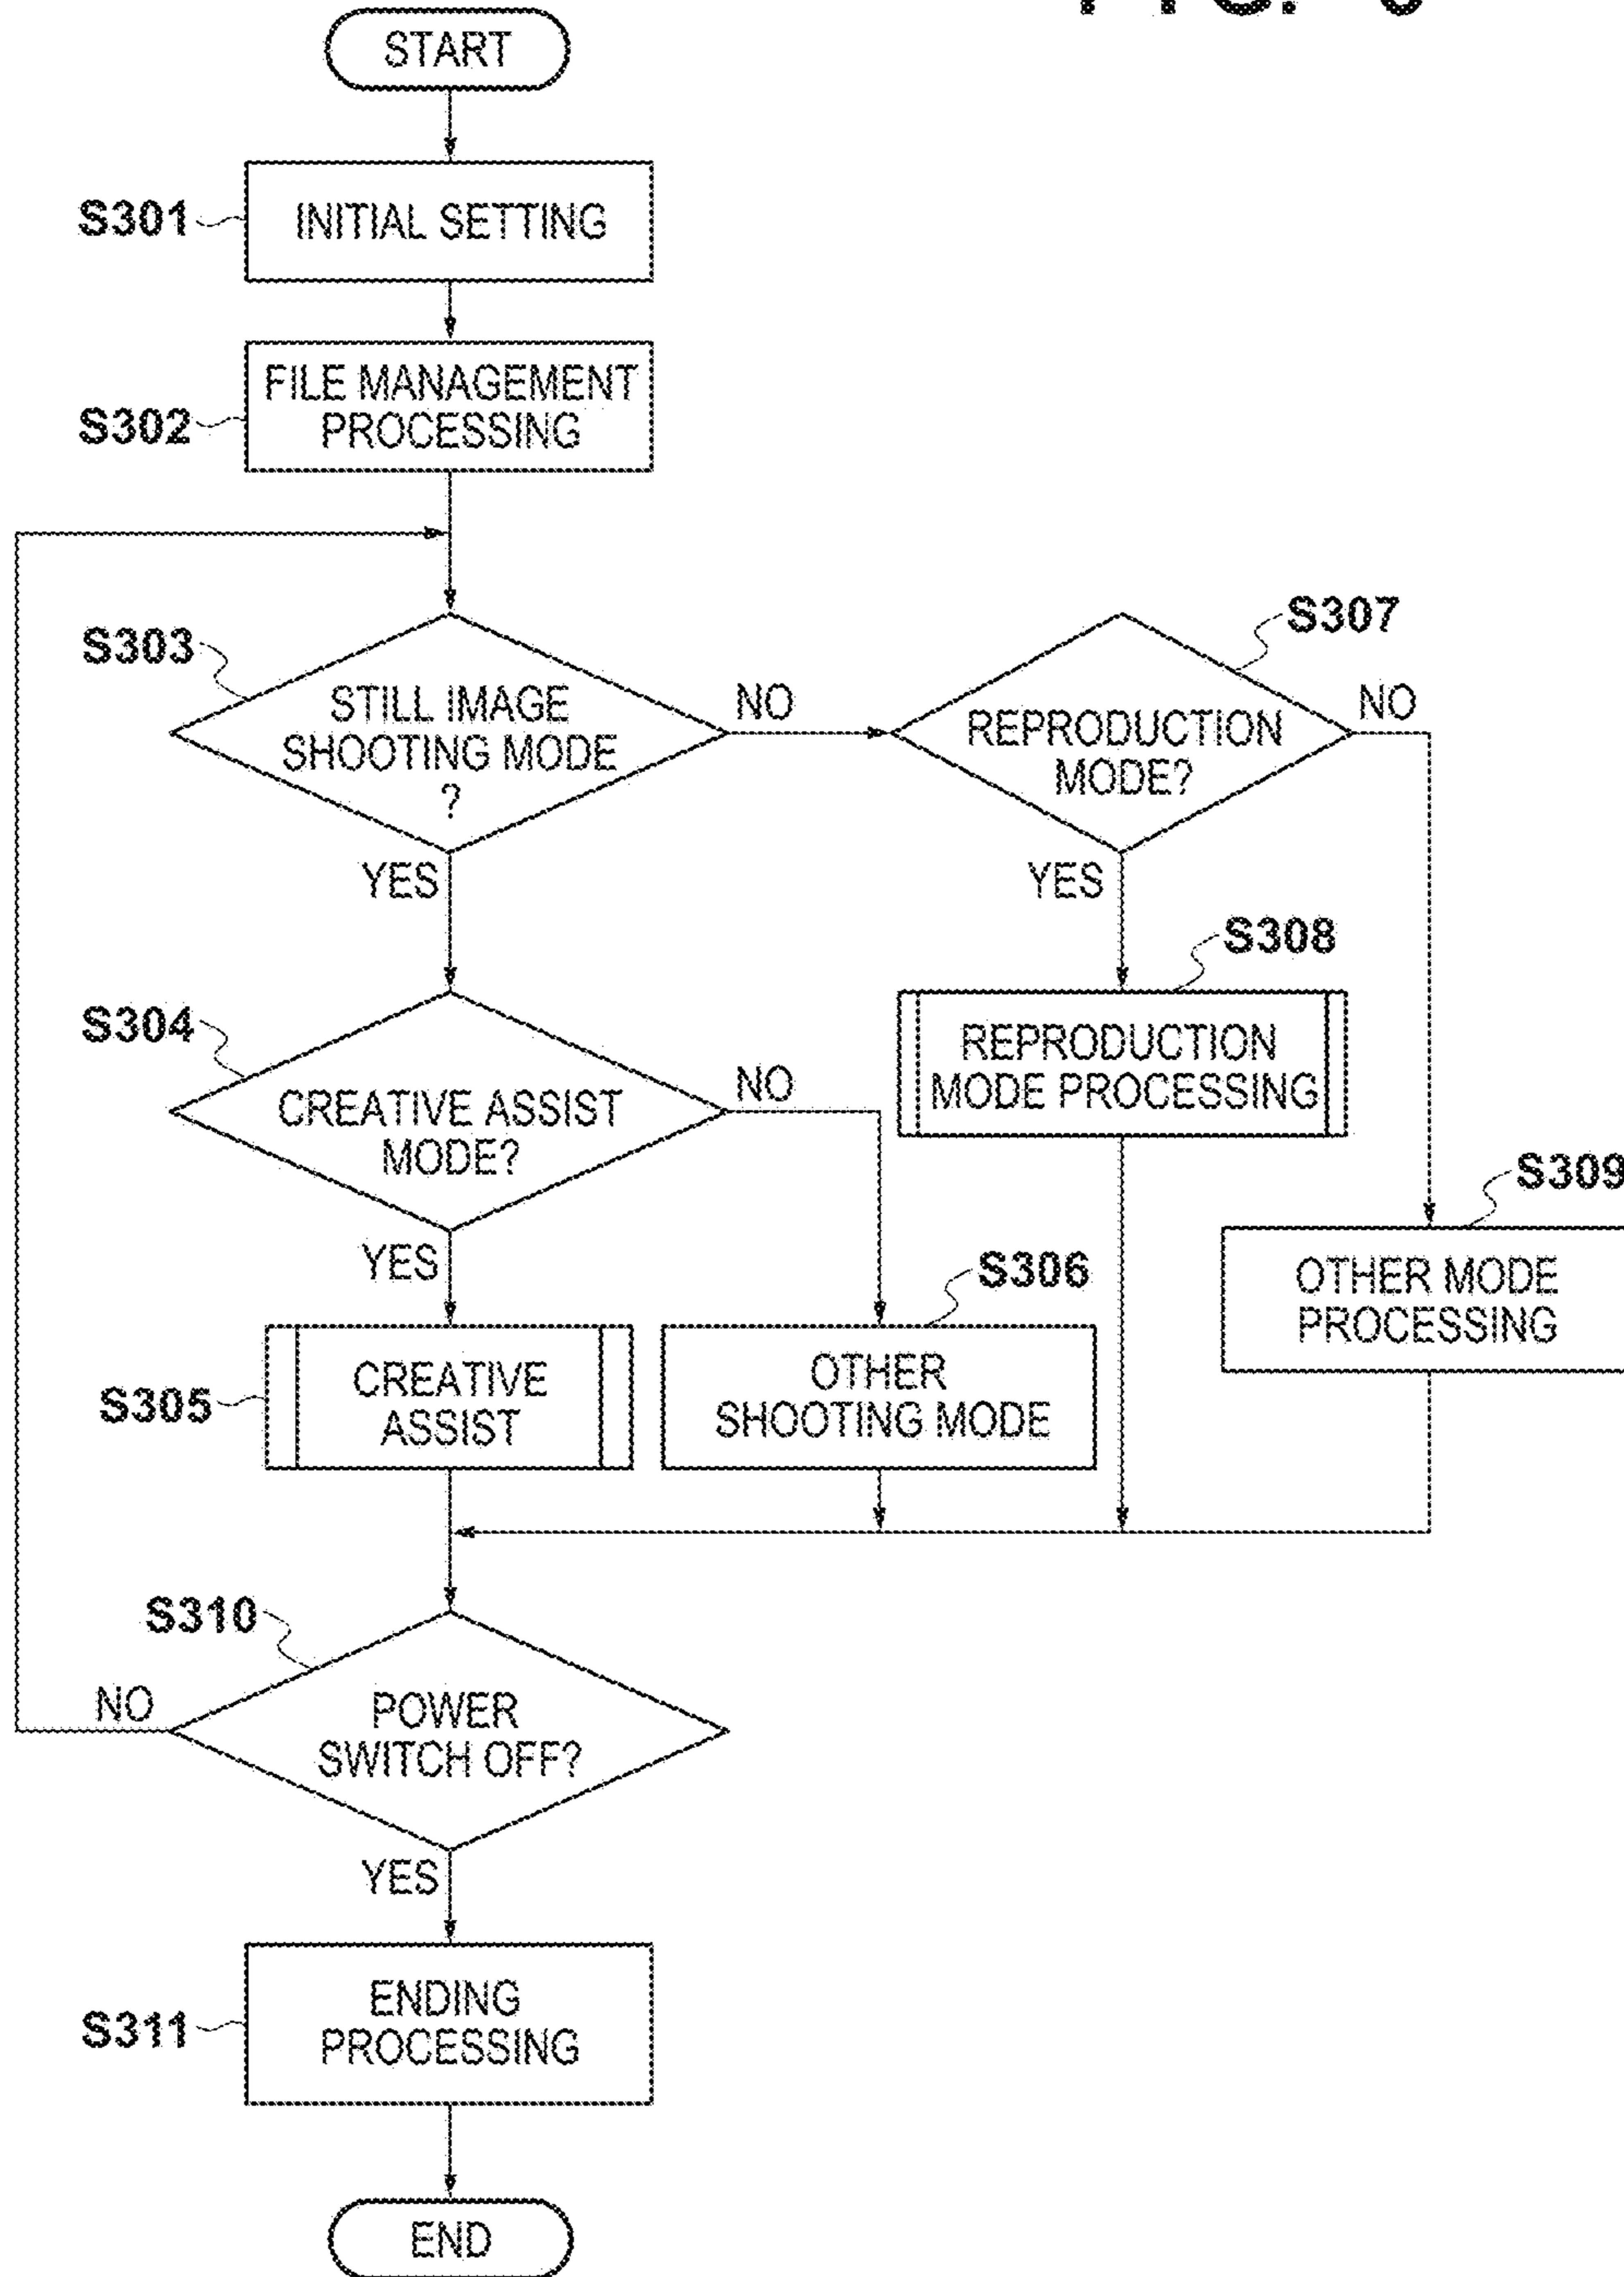 START
S301
INITIAL SETTING
S302
FILE MANAGEMENT
PROCESSING
S303
STILL IMAGE
SHOOTING MODE
?
NO
YES
S307
REPRODUCTION
MODE?
NO
YES
S304
CREATIVE ASSIST
MODE?
NO
YES
S308
REPRODUCTION
MODE PROCESSING
S309
OTHER MODE
PROCESSING
S305
CREATIVE
ASSIST
S306
OTHER
SHOOTING MODE
S310
POWER
SWITCH OFF?
NO
YES
S311
ENDING
PROCESSING
END